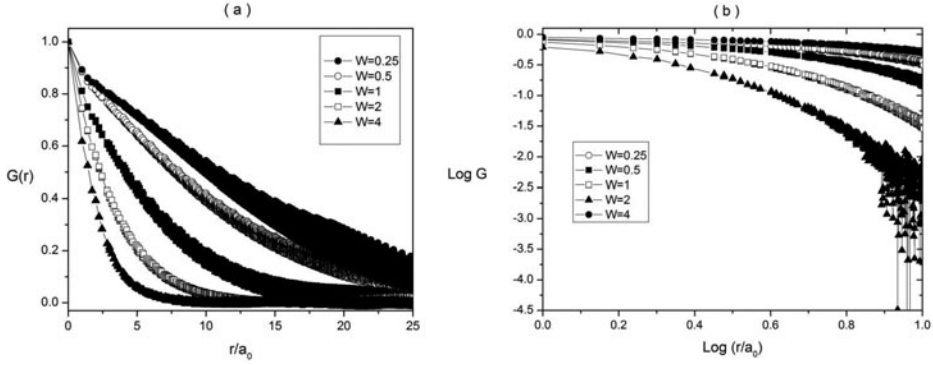 ( a )
1.0
0.8
0.6
0.4
0.2
0.0
G(r)
W=0.25
W=0.5
W=1
W=2
W=4
0 5 10 15 20 25
r/a₀
( b )
0.0
-0.5
-1.0
-1.5
-2.0
-2.5
-3.0
-3.5
-4.0
-4.5
Log G
W=0.25
W=0.5
W=1
W=2
W=4
0.0 0.2 0.4 0.6 0.8 1.0
Log (r/a₀)